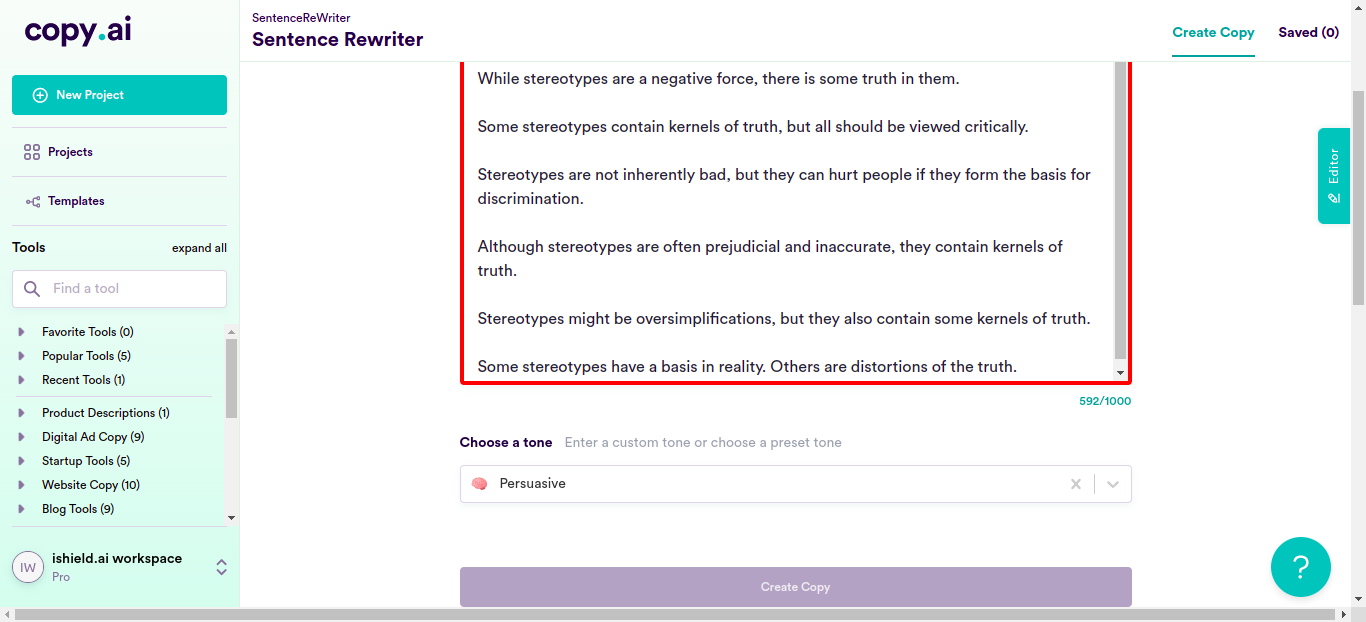 copy.ai
New Project
Projects
Templates
Tools
expand all
Find a tool
Favorite Tools (0)
Popular Tools (5)
Recent Tools (1)
Product Descriptions (1)
Digital Ad Copy (9)
Startup Tools (5)
Website Copy (10)
Blog Tools (9)
IW
ishield.ai workspace
Pro
SentenceReWriter
Sentence Rewriter
Create Copy
Saved (0)
While stereotypes are a negative force, there is some truth in them.
Some stereotypes contain kernels of truth, but all should be viewed critically.
Stereotypes are not inherently bad, but they can hurt people if they form the basis for
discrimination.
Although stereotypes are often prejudicial and inaccurate, they contain kernels of
truth.
Stereotypes might be oversimplifications, but they also contain some kernels of truth.
Some stereotypes have a basis in reality. Others are distortions of the truth.
592/1000
Choose a tone
Enter a custom tone or choose a preset tone
Persuasive
Create Copy
Editor
?